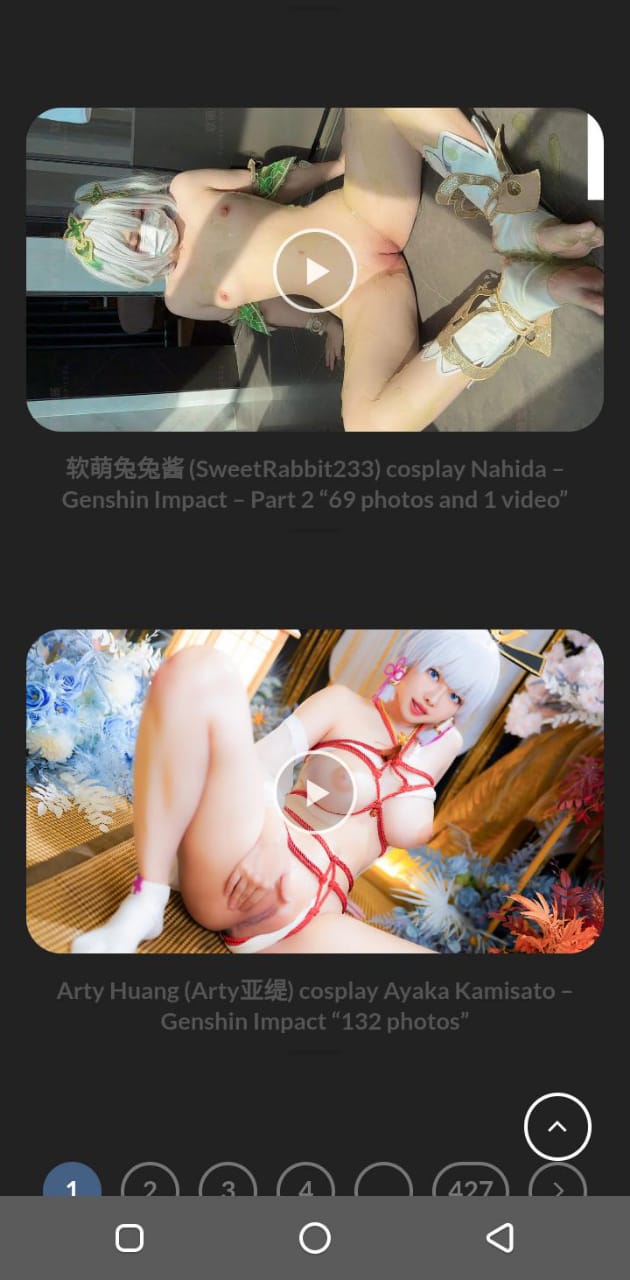 软萌兔兔酱 (SweetRabbit233) cosplay Nahida –
Genshin Impact – Part 2 “69 photos and 1 video”
Arty Huang (Arty亚缇) cosplay Ayaka Kamisato –
Genshin Impact “132 photos”
1 2 3 4 427